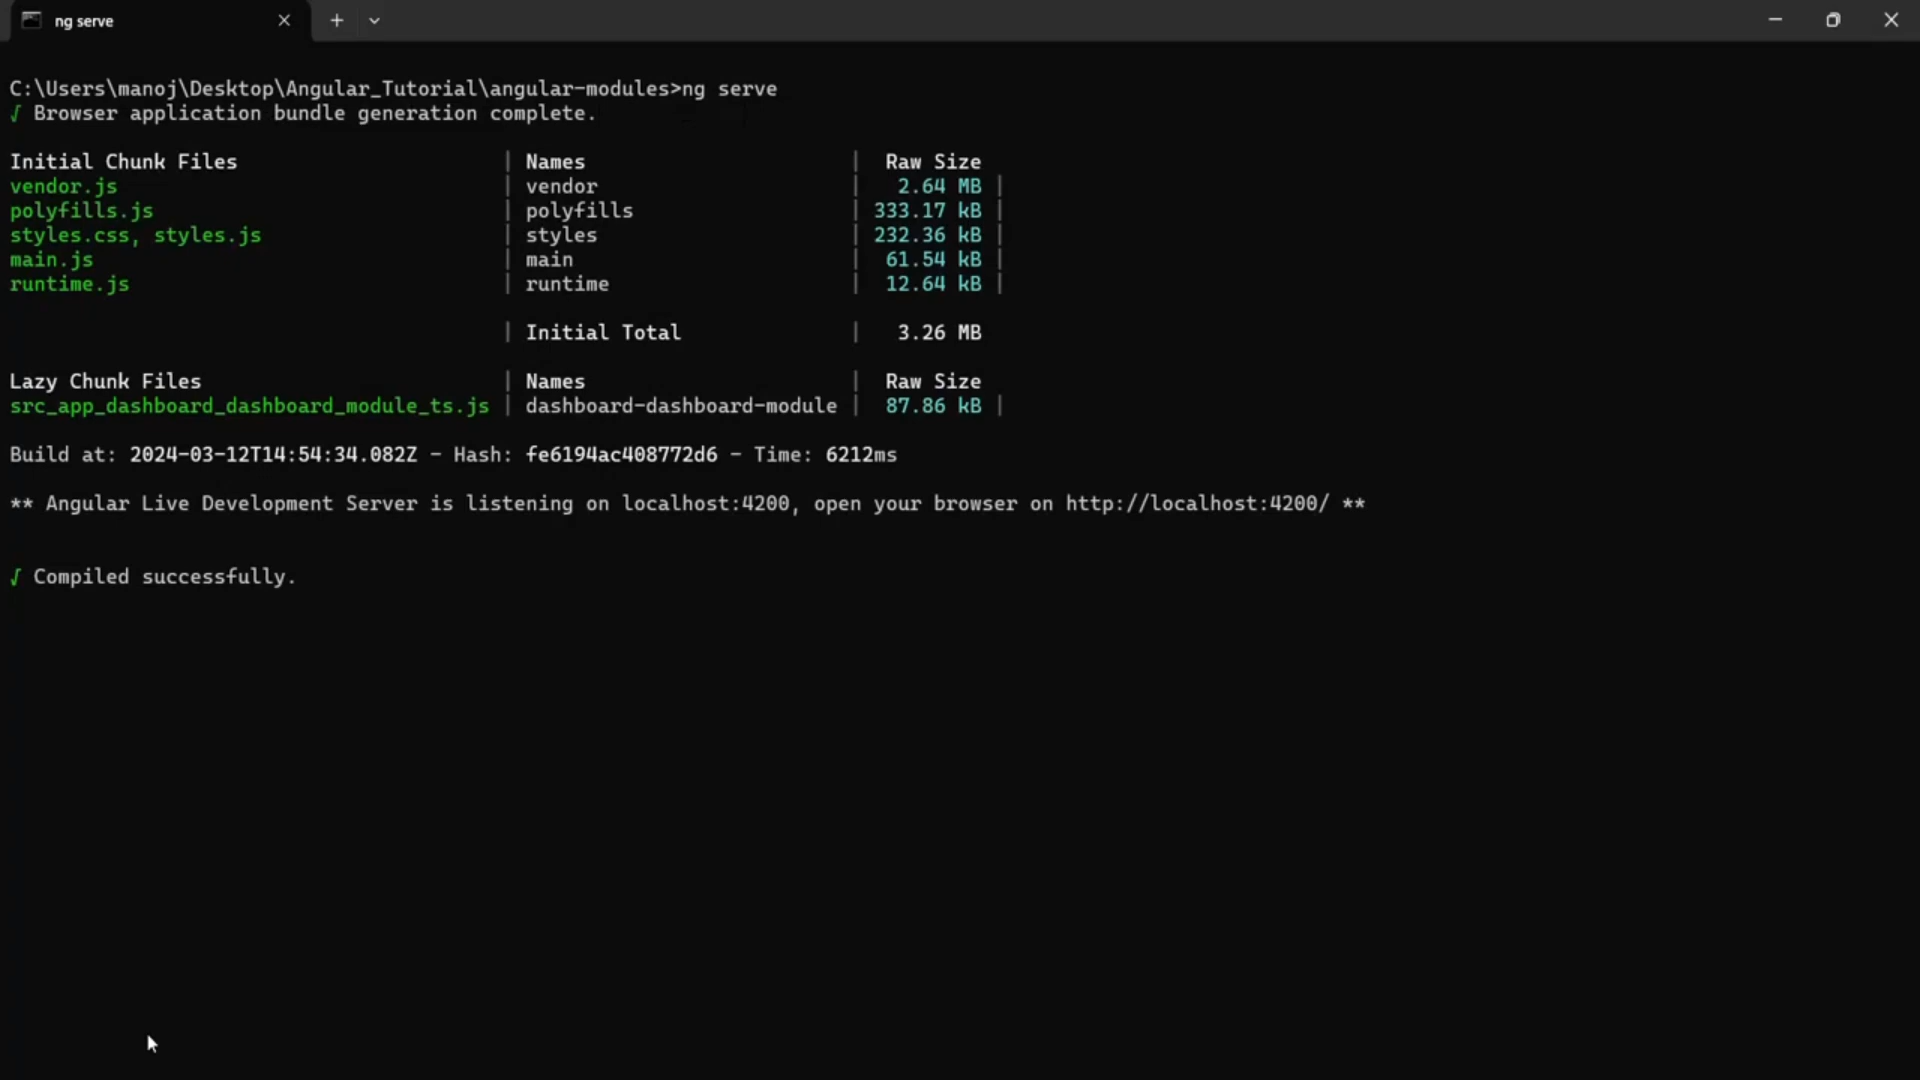 ng serve
C:\Users\manoj\Desktop\Angular_Tutorial\angular-modules>ng serve
√ Browser application bundle generation complete.
Initial Chunk Files | Names | Raw Size
vendor.js | vendor | 2.64 MB |
polyfills.js | polyfills | 333.17 kB |
styles.css, styles.js | styles | 232.36 kB |
main.js | main | 61.54 kB |
runtime.js | runtime | 12.64 kB |
| Initial Total | 3.26 MB
Lazy Chunk Files | Names | Raw Size
src_app_dashboard_dashboard_module_ts.js | dashboard-dashboard-module | 87.86 kB |
Build at: 2024-03-12T14:54:34.082Z - Hash: fe6194ac408772d6 - Time: 6212ms
** Angular Live Development Server is listening on localhost:4200, open your browser on http://localhost:4200/ **
√ Compiled successfully.